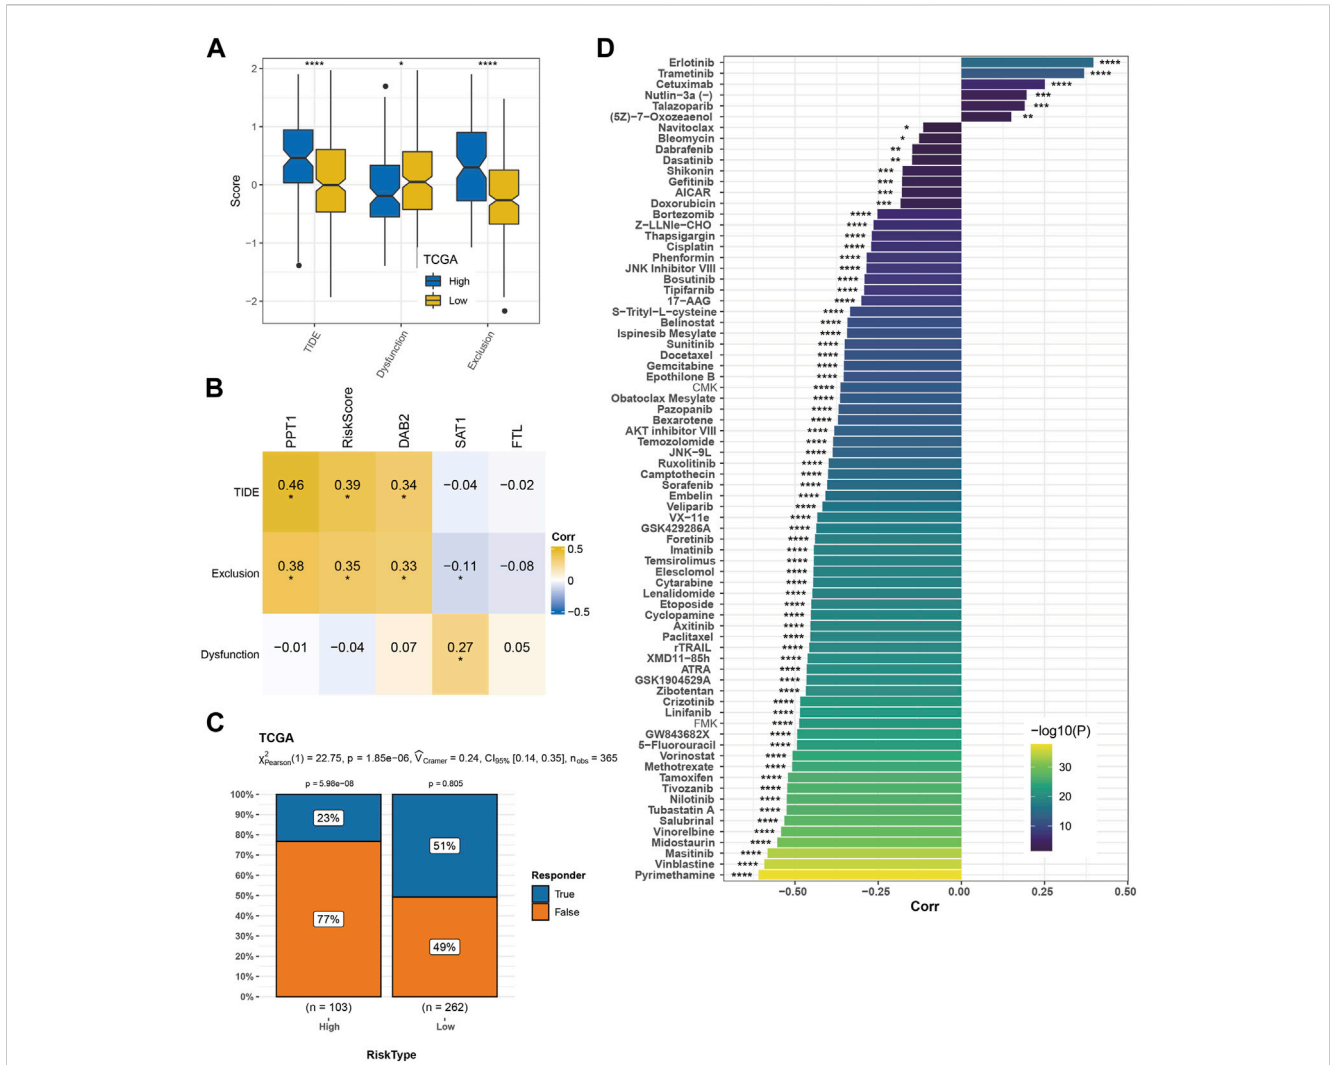 A
Score
2
1
0
−1
−2
****
*
****
TCGA
High
Low
TIDE
Dysfunction
Exclusion
B
PPT1
RiskScore
DAB2
SAT1
FTL
TIDE
0.46
*
0.39
*
0.34
*
−0.04
−0.02
Exclusion
0.38
*
0.35
*
0.33
*
−0.11
*
−0.08
Dysfunction
−0.01
−0.04
0.07
0.27
*
0.05
Corr
0.5
0
−0.5
C
TCGA
χ²Pearson(1) = 22.75, p = 1.85e−06, V̂Cramer = 0.24, CI95% [0.14, 0.35], nobs = 365
p = 5.98e−08
p = 0.805
100%
90%
80%
70%
60%
50%
40%
30%
20%
10%
0%
23%
77%
51%
49%
(n = 103)
(n = 262)
High
Low
RiskType
Responder
True
False
D
Erlotinib ****
Trametinib ****
Cetuximab ****
Nutlin−3a (−) ***
Talazoparib ***
(5Z)−7−Oxozeaenol **
Navitoclax *
Bleomycin *
Dabrafenib **
Dasatinib **
Shikonin ***
Gefitinib ***
AICAR ***
Doxorubicin ***
Bortezomib ****
Z−LLNle−CHO ****
Thapsigargin ****
Cisplatin ****
Phenformin ****
JNK Inhibitor VIII ****
Bosutinib ****
Tipifarnib ****
17−AAG ****
S−Trityl−L−cysteine ****
Belinostat ****
Ispinesib Mesylate ****
Sunitinib ****
Docetaxel ****
Gemcitabine ****
Epothilone B ****
CMK ****
Obatoclax Mesylate ****
Pazopanib ****
Bexarotene ****
AKT inhibitor VIII ****
Temozolomide ****
JNK−9L ****
Ruxolitinib ****
Camptothecin ****
Sorafenib ****
Embelin ****
Veliparib ****
VX−11e ****
GSK429286A ****
Foretinib ****
Imatinib ****
Temsirolimus ****
Elesclomol ****
Cytarabine ****
Lenalidomide ****
Etoposide ****
Cyclopamine ****
Axitinib ****
Paclitaxel ****
rTRAIL ****
XMD11−85h ****
ATRA ****
GSK1904529A ****
Zibotentan ****
Crizotinib ****
Linifanib ****
FMK ****
GW843682X ****
5−Fluorouracil ****
Vorinostat ****
Methotrexate ****
Tamoxifen ****
Tivozanib ****
Nilotinib ****
Tubastatin A ****
Salubrinal ****
Vinorelbine ****
Midostaurin ****
Masitinib ****
Vinblastine ****
Pyrimethamine ****
−0.50
−0.25
0.00
0.25
0.50
Corr
−log10(P)
30
20
10